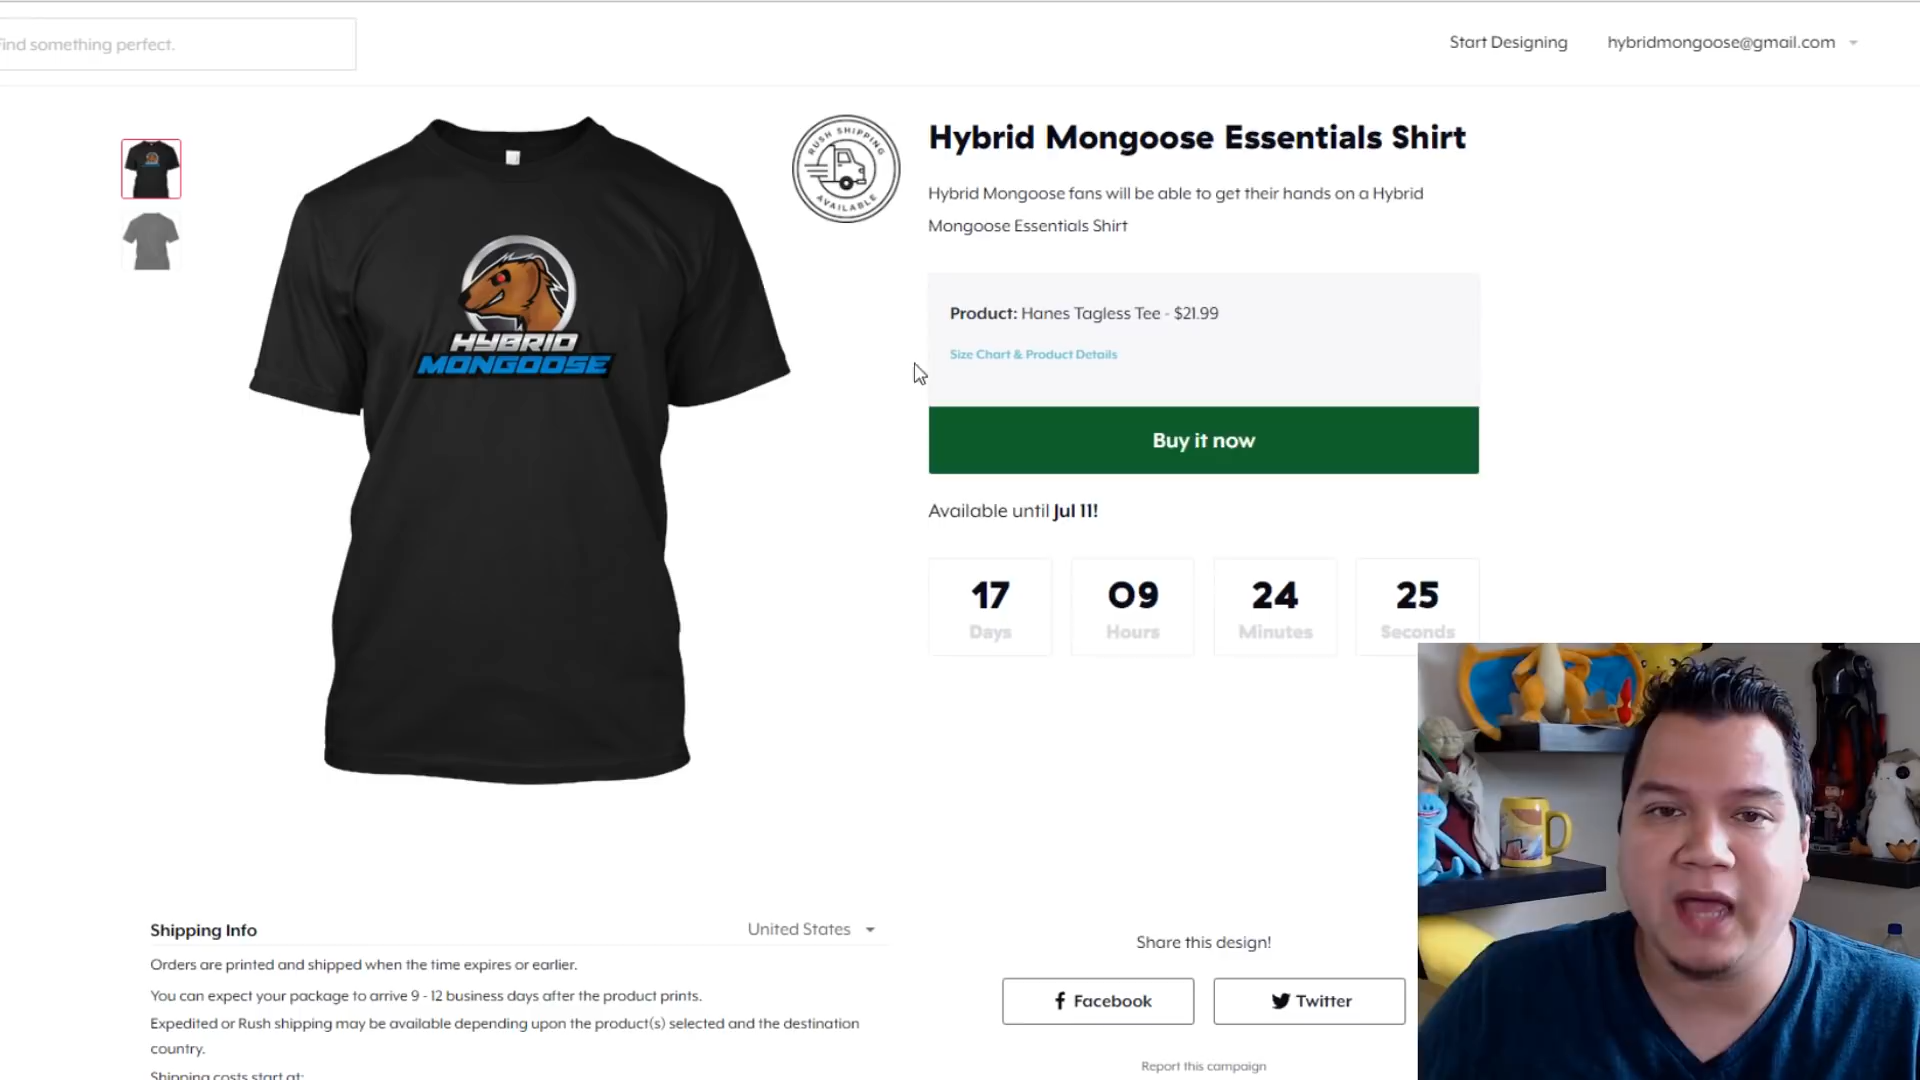 Find something perfect.
Start Designing
hybridmongoose@gmail.com
HYBRID
MONGOOSE
RUSH SHIPPING
AVAILABLE
Hybrid Mongoose Essentials Shirt
Hybrid Mongoose fans will be able to get their hands on a Hybrid
Mongoose Essentials Shirt
Product: Hanes Tagless Tee - $21.99
Size Chart & Product Details
Buy it now
Available until Jul 11!
17 09 24 25
Days Hours Minutes Seconds
Shipping Info
United States
Orders are printed and shipped when the time expires or earlier.
You can expect your package to arrive 9 - 12 business days after the product prints.
Expedited or Rush shipping may be available depending upon the product(s) selected and the destination
country.
Shipping costs start at:
Share this design!
Facebook
Twitter
Report this campaign